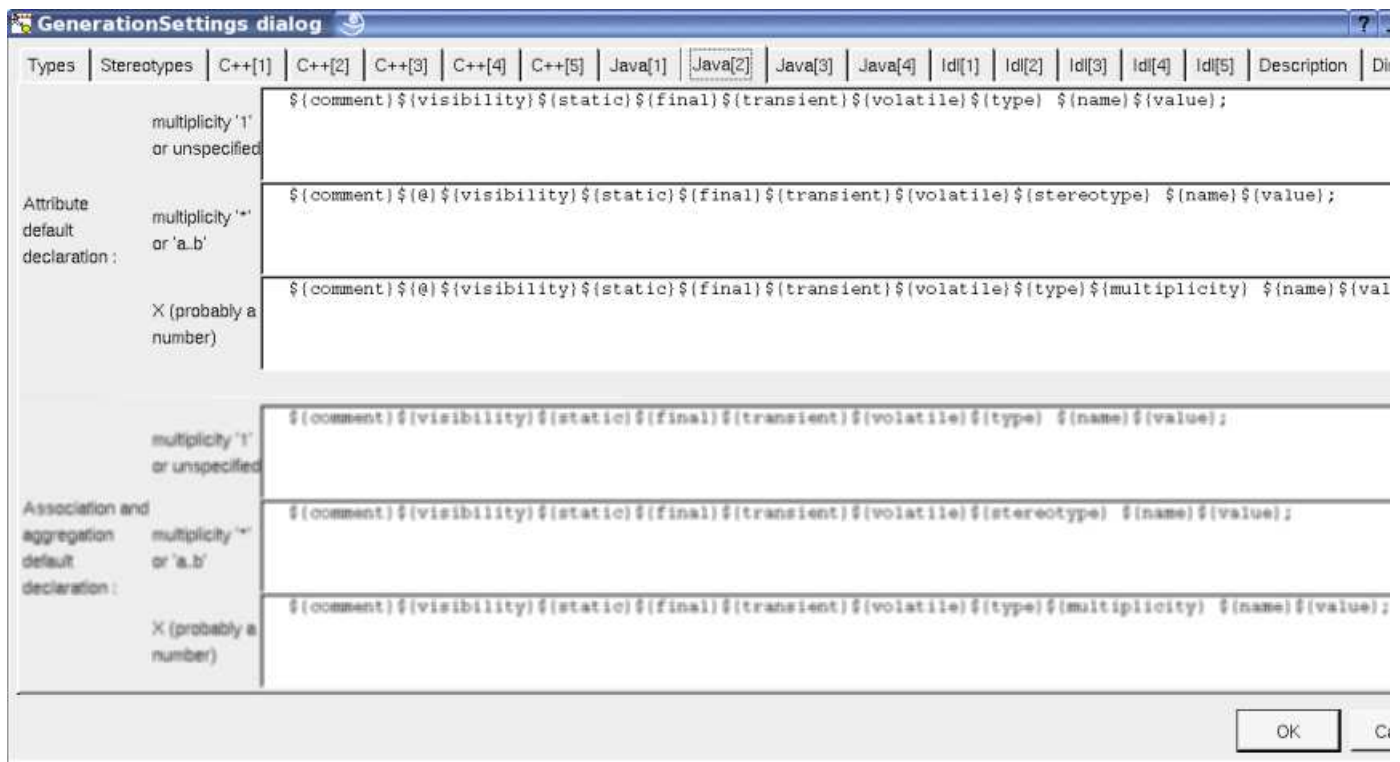 GenerationSettings dialog
?
Types Stereotypes C++[1] C++[2] C++[3] C++[4] C++[5] Java[1] Java[2] Java[3] Java[4] Idl[1] Idl[2] Idl[3] Idl[4] Idl[5] Description
Attribute
default
declaration :
multiplicity '1'
or unspecified
${comment}${visibility}${static}${final}${transient}${volatile}${type} ${name}${value};
multiplicity '*'
or 'a..b'
${comment}${@}${visibility}${static}${final}${transient}${volatile}${stereotype} ${name}${value};
X (probably a
number)
${comment}${@}${visibility}${static}${final}${transient}${volatile}${type}${multiplicity} ${name}${val
Association and
aggregation
default
declaration :
multiplicity '1'
or unspecified
${comment}${visibility}${static}${final}${transient}${volatile}${type} ${name}${value};
multiplicity '*'
or 'a..b'
${comment}${visibility}${static}${final}${transient}${volatile}${stereotype} ${name}${value};
X (probably a
number)
${comment}${visibility}${static}${final}${transient}${volatile}${type}${multiplicity} ${name}${value};
OK